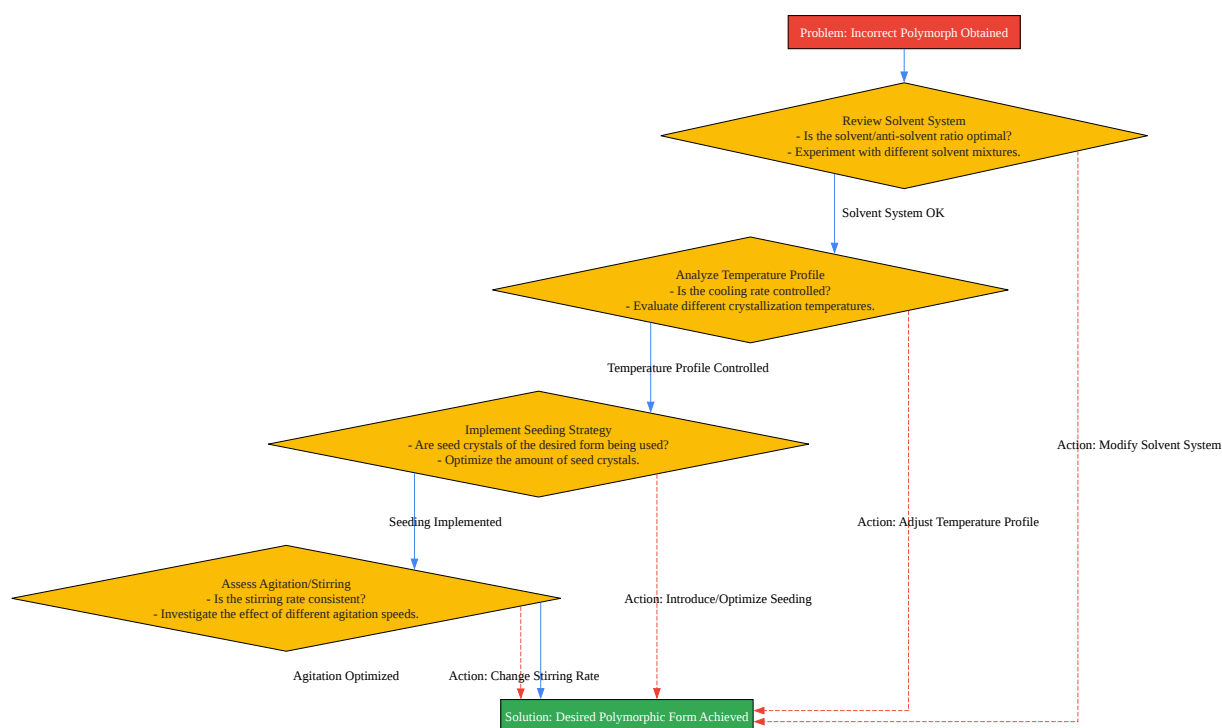 Problem: Incorrect Polymorph Obtained
Review Solvent System
- Is the solvent/anti-solvent ratio optimal?
- Experiment with different solvent mixtures.
Solvent System OK
Analyze Temperature Profile
- Is the cooling rate controlled?
- Evaluate different crystallization temperatures.
Temperature Profile Controlled
Implement Seeding Strategy
- Are seed crystals of the desired form being used?
- Optimize the amount of seed crystals.
Action: Modify Solvent System
Seeding Implemented
Action: Adjust Temperature Profile
Assess Agitation/Stirring
- Is the stirring rate consistent?
- Investigate the effect of different agitation speeds.
Action: Introduce/Optimize Seeding
Agitation Optimized
Action: Change Stirring Rate
Solution: Desired Polymorphic Form Achieved